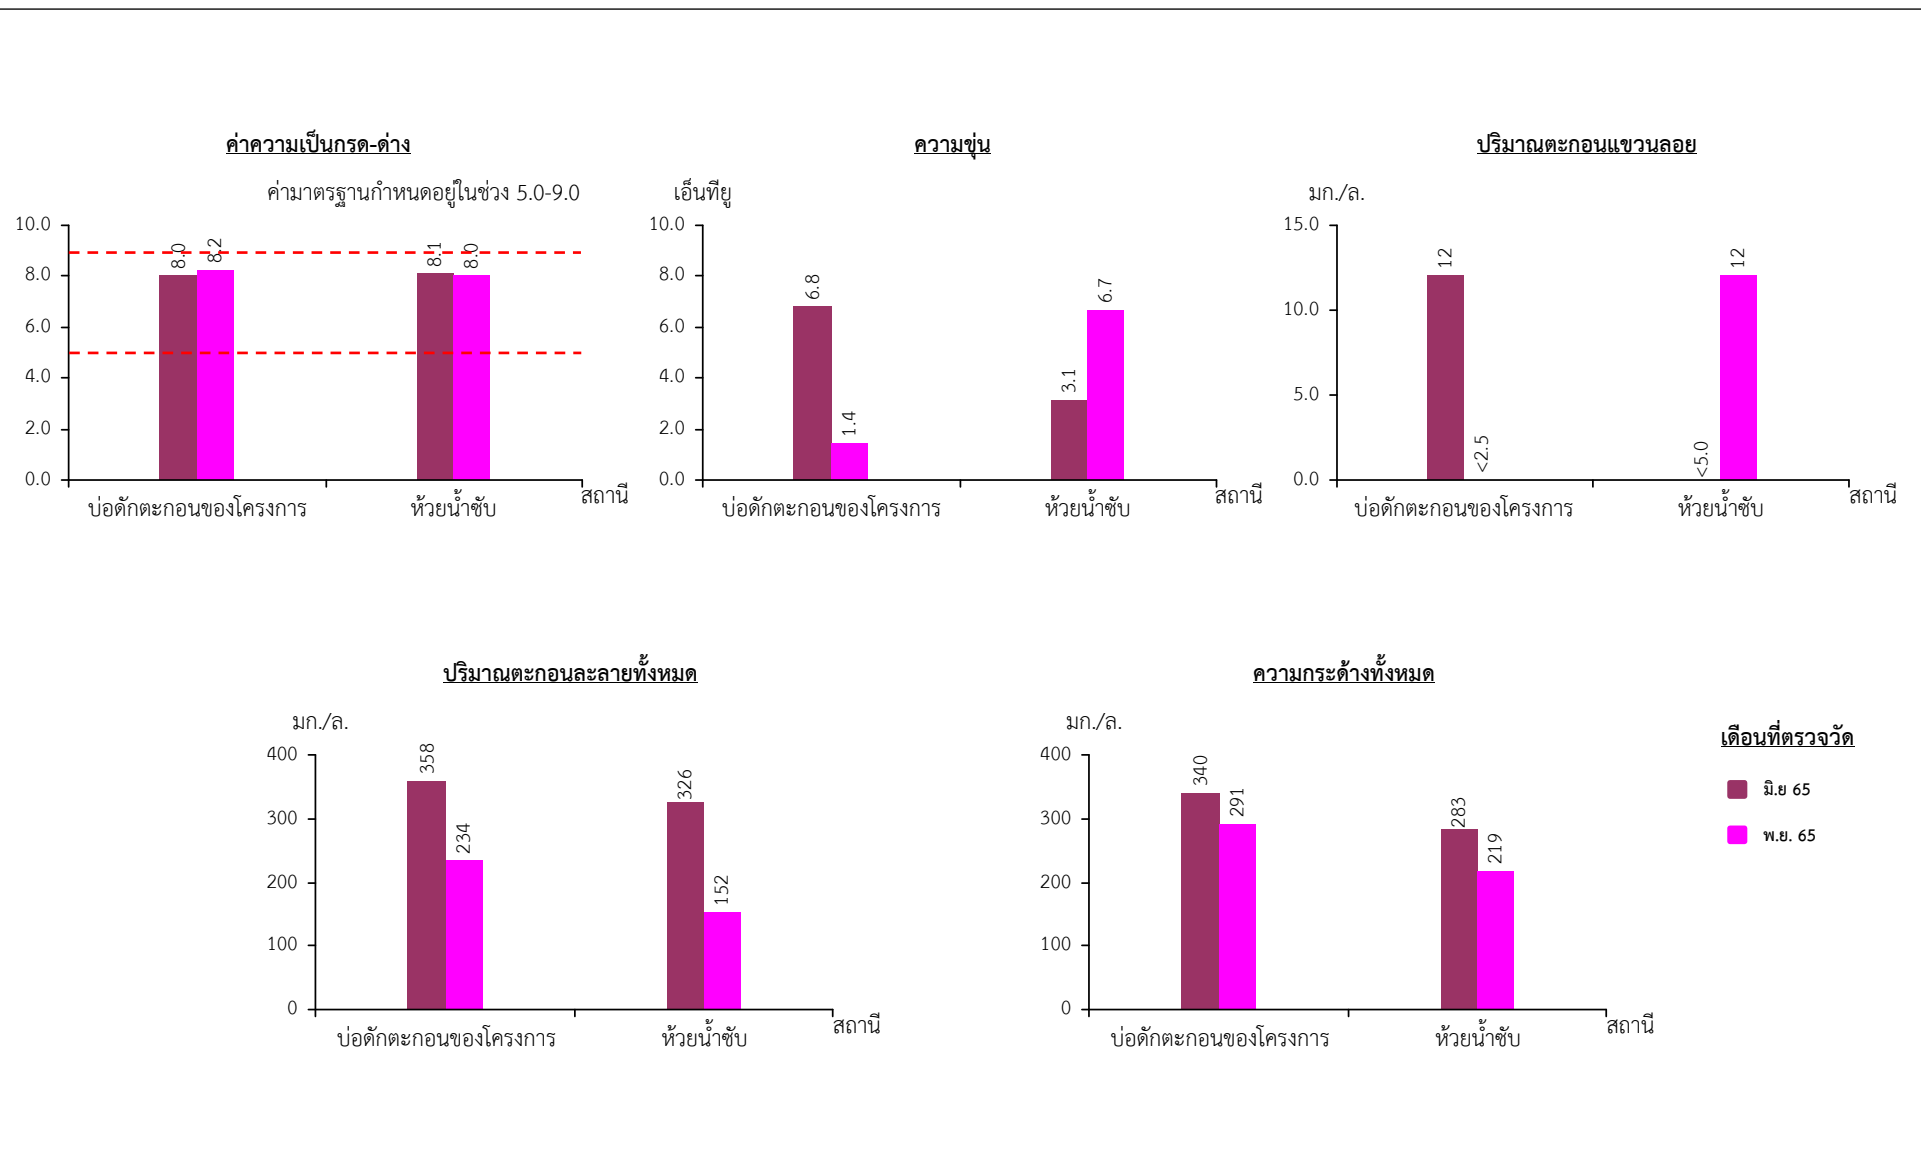 ค่าความเป็นกรด-ด่าง
ค่ามาตรฐานกำหนดอยู่ในช่วง 5.0-9.0
10.0
8.0
6.0
4.0
2.0
0.0
8.0
8.2
8.1
8.0
บ่อดักตะกอนของโครงการ
ห้วยน้ำซับ
สถานี
ความขุ่น
เอ็นทียู
10.0
8.0
6.0
4.0
2.0
0.0
6.8
1.4
3.1
6.7
บ่อดักตะกอนของโครงการ
ห้วยน้ำซับ
สถานี
ปริมาณตะกอนแขวนลอย
มก./ล.
15.0
10.0
5.0
0.0
12
<2.5
<5.0
12
บ่อดักตะกอนของโครงการ
ห้วยน้ำซับ
สถานี
ปริมาณตะกอนละลายทั้งหมด
มก./ล.
400
300
200
100
0
358
234
326
152
บ่อดักตะกอนของโครงการ
ห้วยน้ำซับ
สถานี
ความกระด้างทั้งหมด
มก./ล.
400
300
200
100
0
340
291
283
219
บ่อดักตะกอนของโครงการ
ห้วยน้ำซับ
สถานี
เดือนที่ตรวจวัด
มิ.ย 65
พ.ย. 65